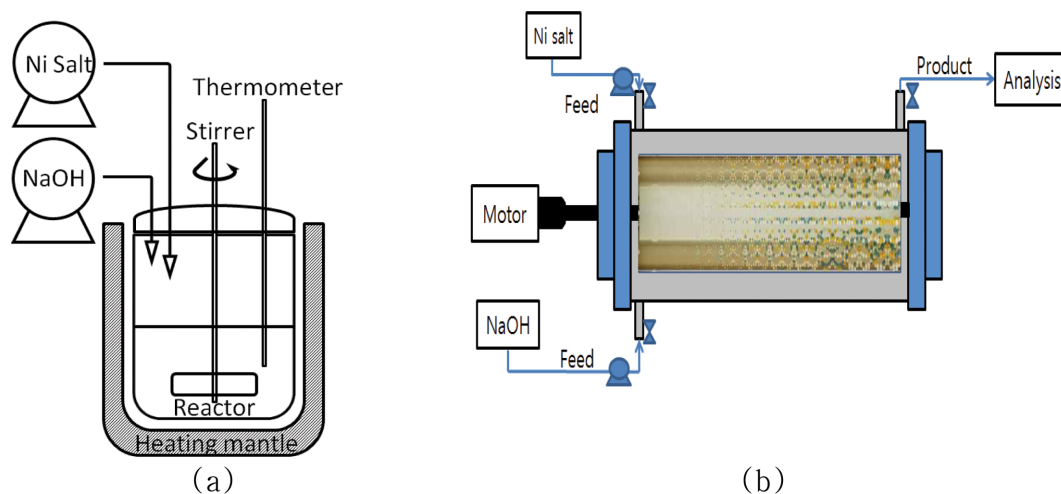 Ni Salt
Thermometer
Stirrer
NaOH
Reactor
Heating mantle
(a)
Ni salt
Feed
Product
Analysis
Motor
NaOH
Feed
(b)